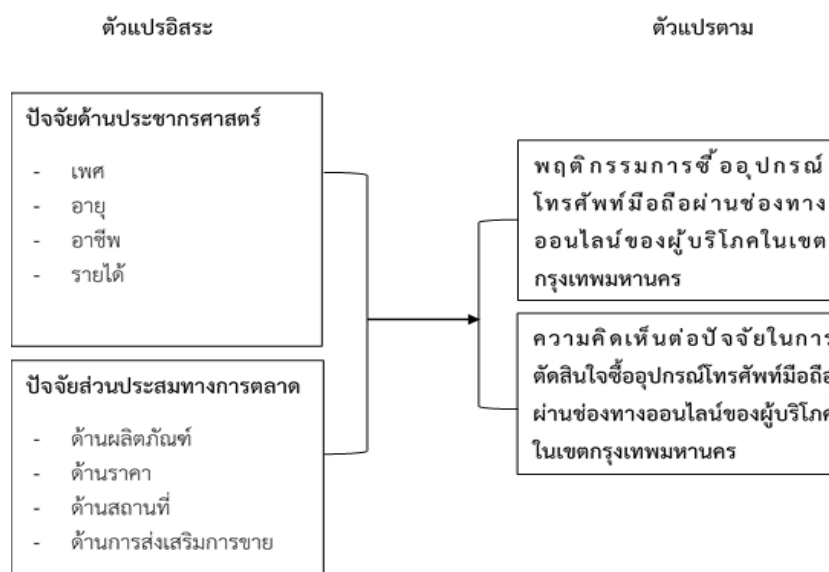 ตัวแปรอิสระ
ตัวแปรตาม
ปัจจัยด้านประชากรศาสตร์
- เพศ
- อายุ
- อาชีพ
- รายได้
ปัจจัยส่วนประสมทางการตลาด
- ด้านผลิตภัณฑ์
- ด้านราคา
- ด้านสถานที่
- ด้านการส่งเสริมการขาย
พฤติกรรมการซื้ออุปกรณ์
โทรศัพท์มือถือผ่านช่องทาง
ออนไลน์ของผู้บริโภคในเขต
กรุงเทพมหานคร
ความคิดเห็นต่อปัจจัยในการ
ตัดสินใจซื้ออุปกรณ์โทรศัพท์มือถือ
ผ่านช่องทางออนไลน์ของผู้บริโภค
ในเขตกรุงเทพมหานคร